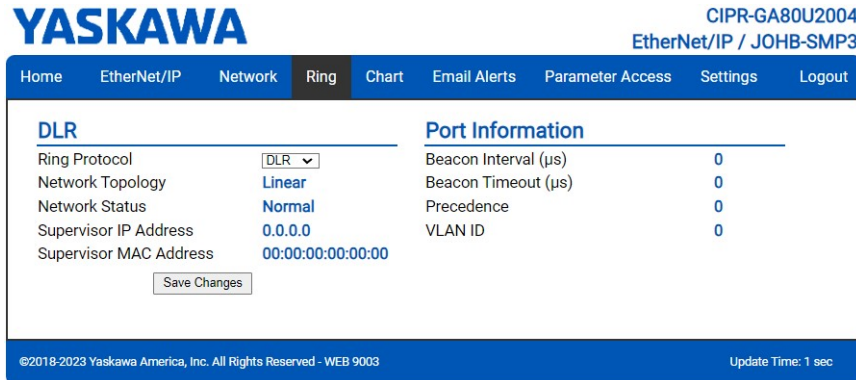 YASKAWA
CIPR-GA80U2004
EtherNet/IP / JOHB-SMP3
Home EtherNet/IP Network Ring Chart Email Alerts Parameter Access Settings Logout
DLR
Ring Protocol DLR
Network Topology Linear
Network Status Normal
Supervisor IP Address 0.0.0.0
Supervisor MAC Address 00:00:00:00:00:00
Save Changes
Port Information
Beacon Interval (µs) 0
Beacon Timeout (µs) 0
Precedence 0
VLAN ID 0
©2018-2023 Yaskawa America, Inc. All Rights Reserved - WEB 9003
Update Time: 1 sec